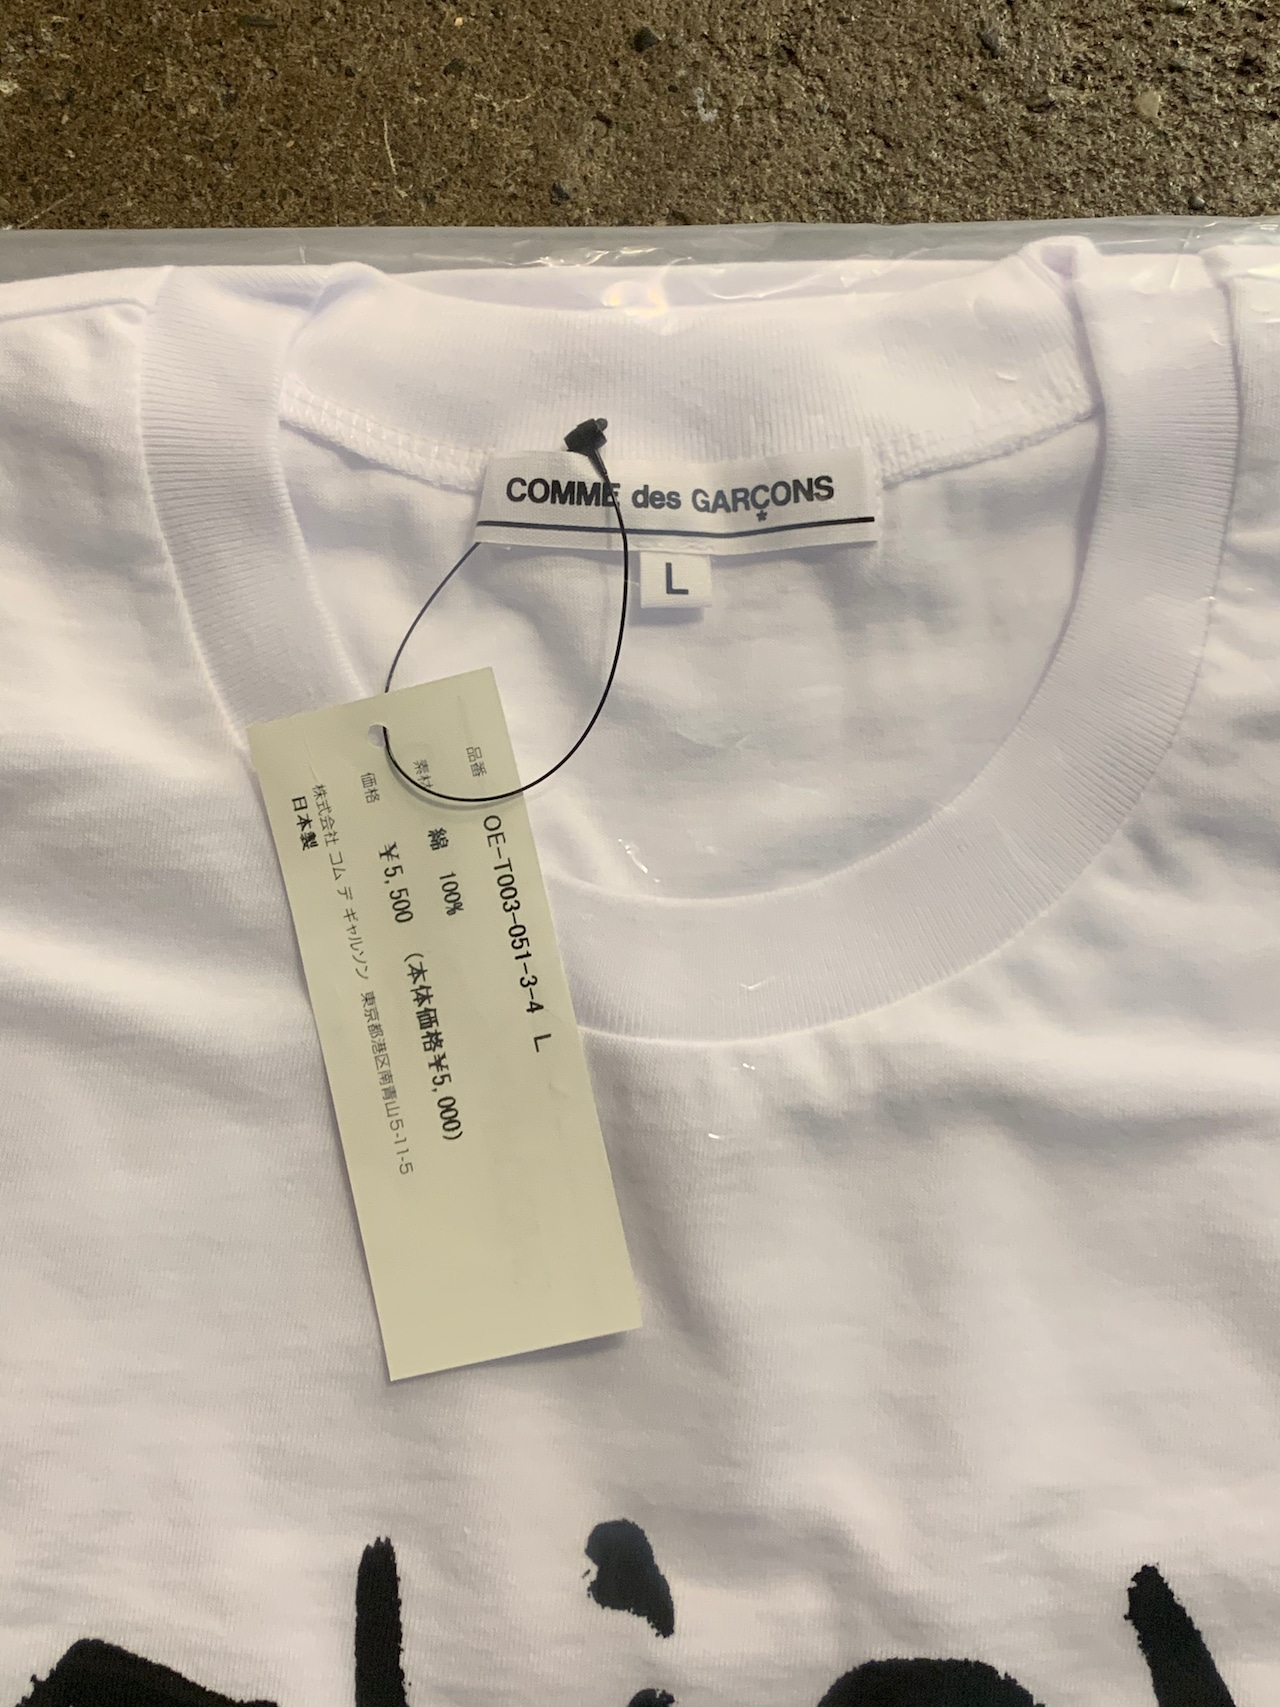 COMME des GARÇONS
L
品番 OE-T003-051-3-4 L
素材 綿 100%
価格 ¥5,500 (本体価格¥5,000)
株式会社 コム デ ギャルソン 東京都港区南青山5-11-5
日本製